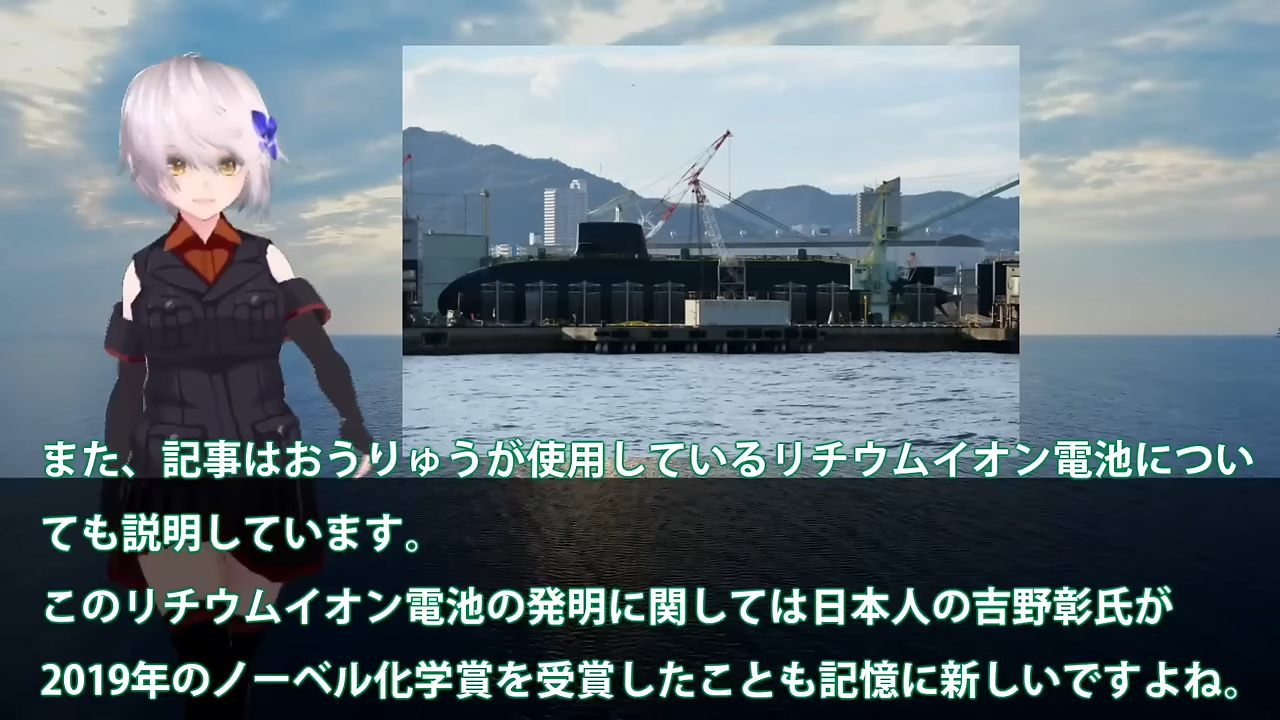 また、記事はおうりゅうが使用しているリチウムイオン電池につい
ても説明しています。
このリチウムイオン電池の発明に関しては日本人の吉野彰氏が
2019年のノーベル化学賞を受賞したことも記憶に新しいですよね。